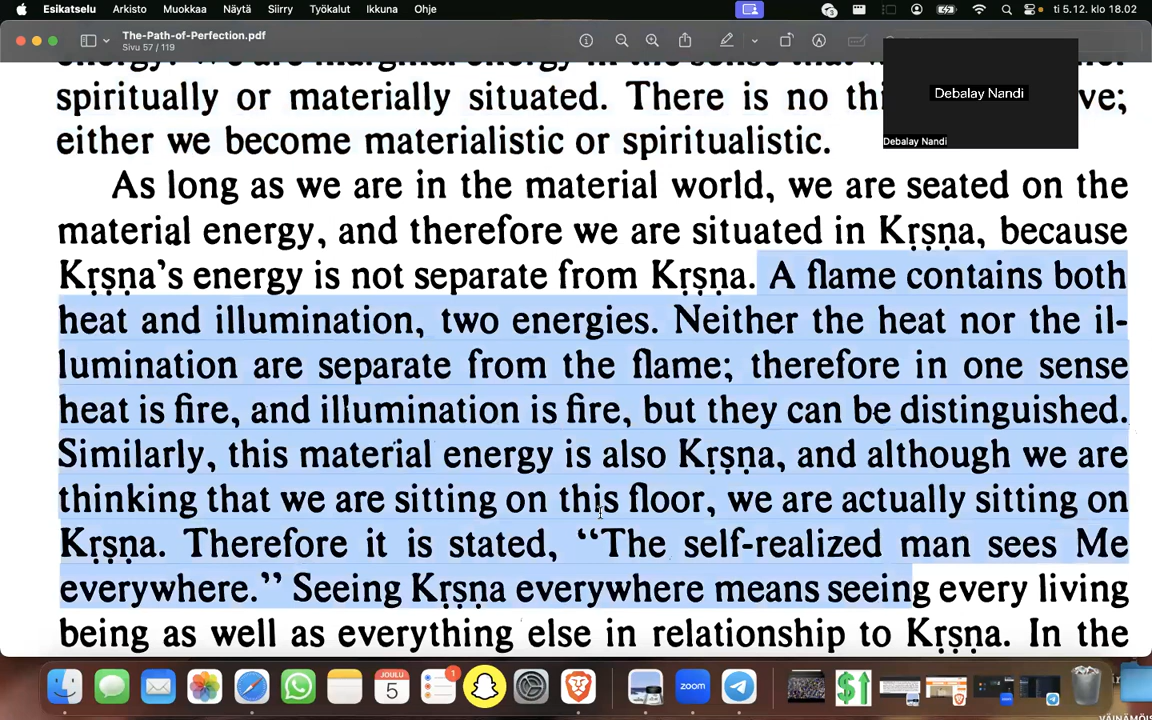 Esikatselu Arkisto Muokkaa Näytä Siirry Työkalut Ikkuna Ohje ti 5.12. klo 18.02
The-Path-of-Perfection.pdf
Sivu 57 / 119
Debalay Nandi
Debalay Nandi
spiritually or materially situated. There is no
either we become materialistic or spiritualistic.
As long as we are in the material world, we are seated on the
material energy, and therefore we are situated in Kṛṣṇa, because
Kṛṣṇa’s energy is not separate from Kṛṣṇa. A flame contains both
heat and illumination, two energies. Neither the heat nor the il-
lumination are separate from the flame; therefore in one sense
heat is fire, and illumination is fire, but they can be distinguished.
Similarly, this material energy is also Kṛṣṇa, and although we are
thinking that we are sitting on this floor, we are actually sitting on
Kṛṣṇa. Therefore it is stated, “The self-realized man sees Me
everywhere.” Seeing Kṛṣṇa everywhere means seeing every living
being as well as everything else in relationship to Kṛṣṇa. In the
JOULU
5
1
zoom